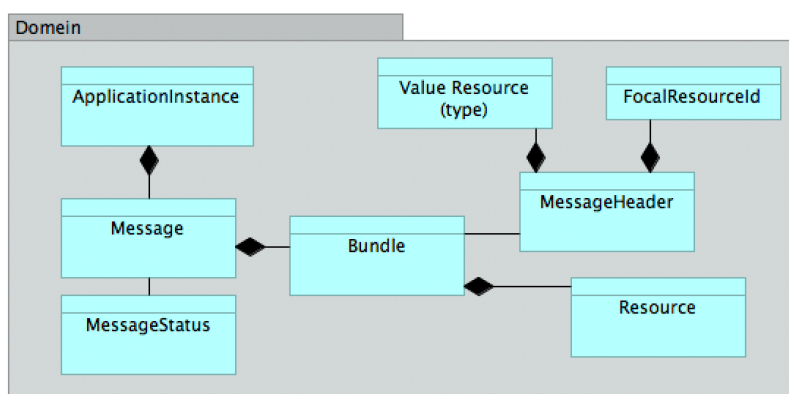 Domein
ApplicationInstance
Value Resource
(type)
FocalResourceId
Message
MessageHeader
Bundle
MessageStatus
Resource